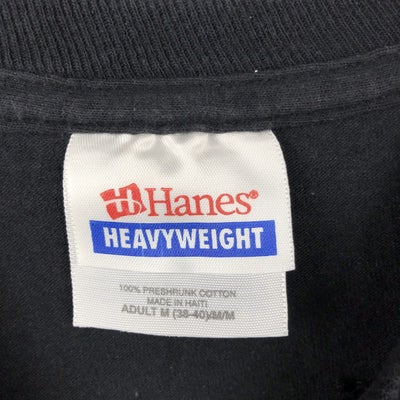 Hanes®
HEAVYWEIGHT
100% PRESHRUNK COTTON
MADE IN HAITI
ADULT M (38-40)/M/M